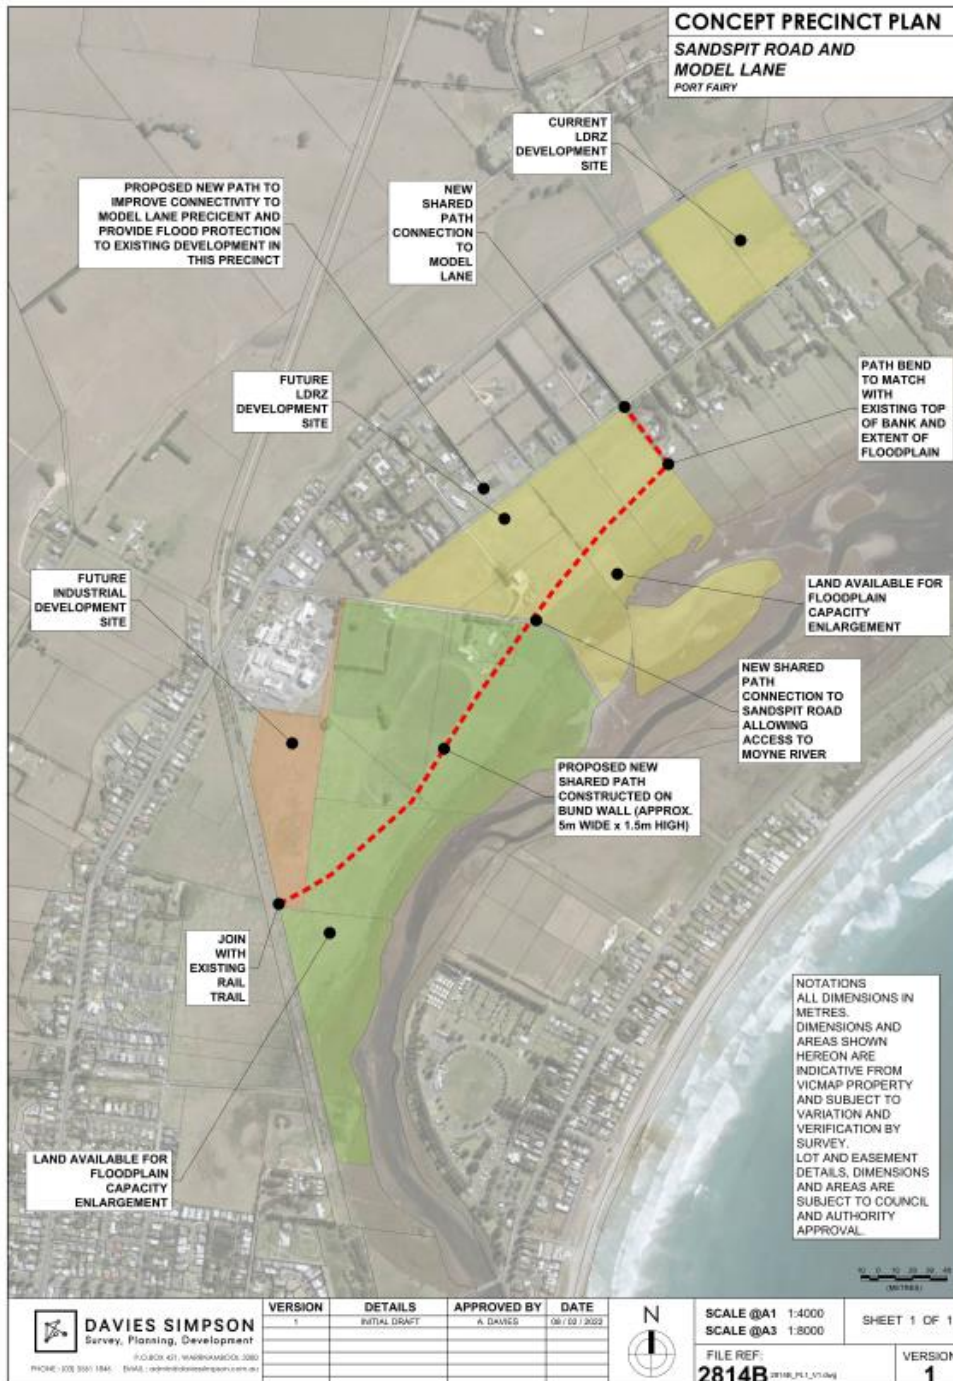 CONCEPT PRECINCT PLAN
SANDSPIT ROAD AND
MODEL LANE
PORT FAIRY
CURRENT
LDRZ
DEVELOPMENT
SITE
PROPOSED NEW PATH TO
IMPROVE CONNECTIVITY TO
MODEL LANE PRECICENT AND
PROVIDE FLOOD PROTECTION
TO EXISTING DEVELOPMENT IN
THIS PRECINCT
NEW
SHARED
PATH
CONNECTION
TO
MODEL
LANE
FUTURE
LDRZ
DEVELOPMENT
SITE
PATH BEND
TO MATCH
WITH
EXISTING TOP
OF BANK AND
EXTENT OF
FLOODPLAIN
FUTURE
INDUSTRIAL
DEVELOPMENT
SITE
LAND AVAILABLE FOR
FLOODPLAIN
CAPACITY
ENLARGEMENT
NEW SHARED
PATH
CONNECTION TO
SANDSPIT ROAD
ALLOWING
ACCESS TO
MOYNE RIVER
PROPOSED NEW
SHARED PATH
CONSTRUCTED ON
BUND WALL (APPROX.
5m WIDE x 1.5m HIGH)
JOIN
WITH
EXISTING
RAIL
TRAIL
LAND AVAILABLE FOR
FLOODPLAIN
CAPACITY
ENLARGEMENT
NOTATIONS
ALL DIMENSIONS IN
METRES.
DIMENSIONS AND
AREAS SHOWN
HEREON ARE
INDICATIVE FROM
VICMAP PROPERTY
AND SUBJECT TO
VARIATION AND
VERIFICATION BY
SURVEY.
LOT AND EASEMENT
DETAILS, DIMENSIONS
AND AREAS ARE
SUBJECT TO COUNCIL
AND AUTHORITY
APPROVAL.
(METRES)
DAVIES SIMPSON
Survey, Planning, Development
VERSION DETAILS APPROVED BY DATE
1 INITIAL DRAFT A. DAVIES 08 / 02 / 2022
N
SCALE @A1 1:4000
SCALE @A3 1:8000
SHEET 1 OF 1
FILE REF:
2814B
VERSION
1